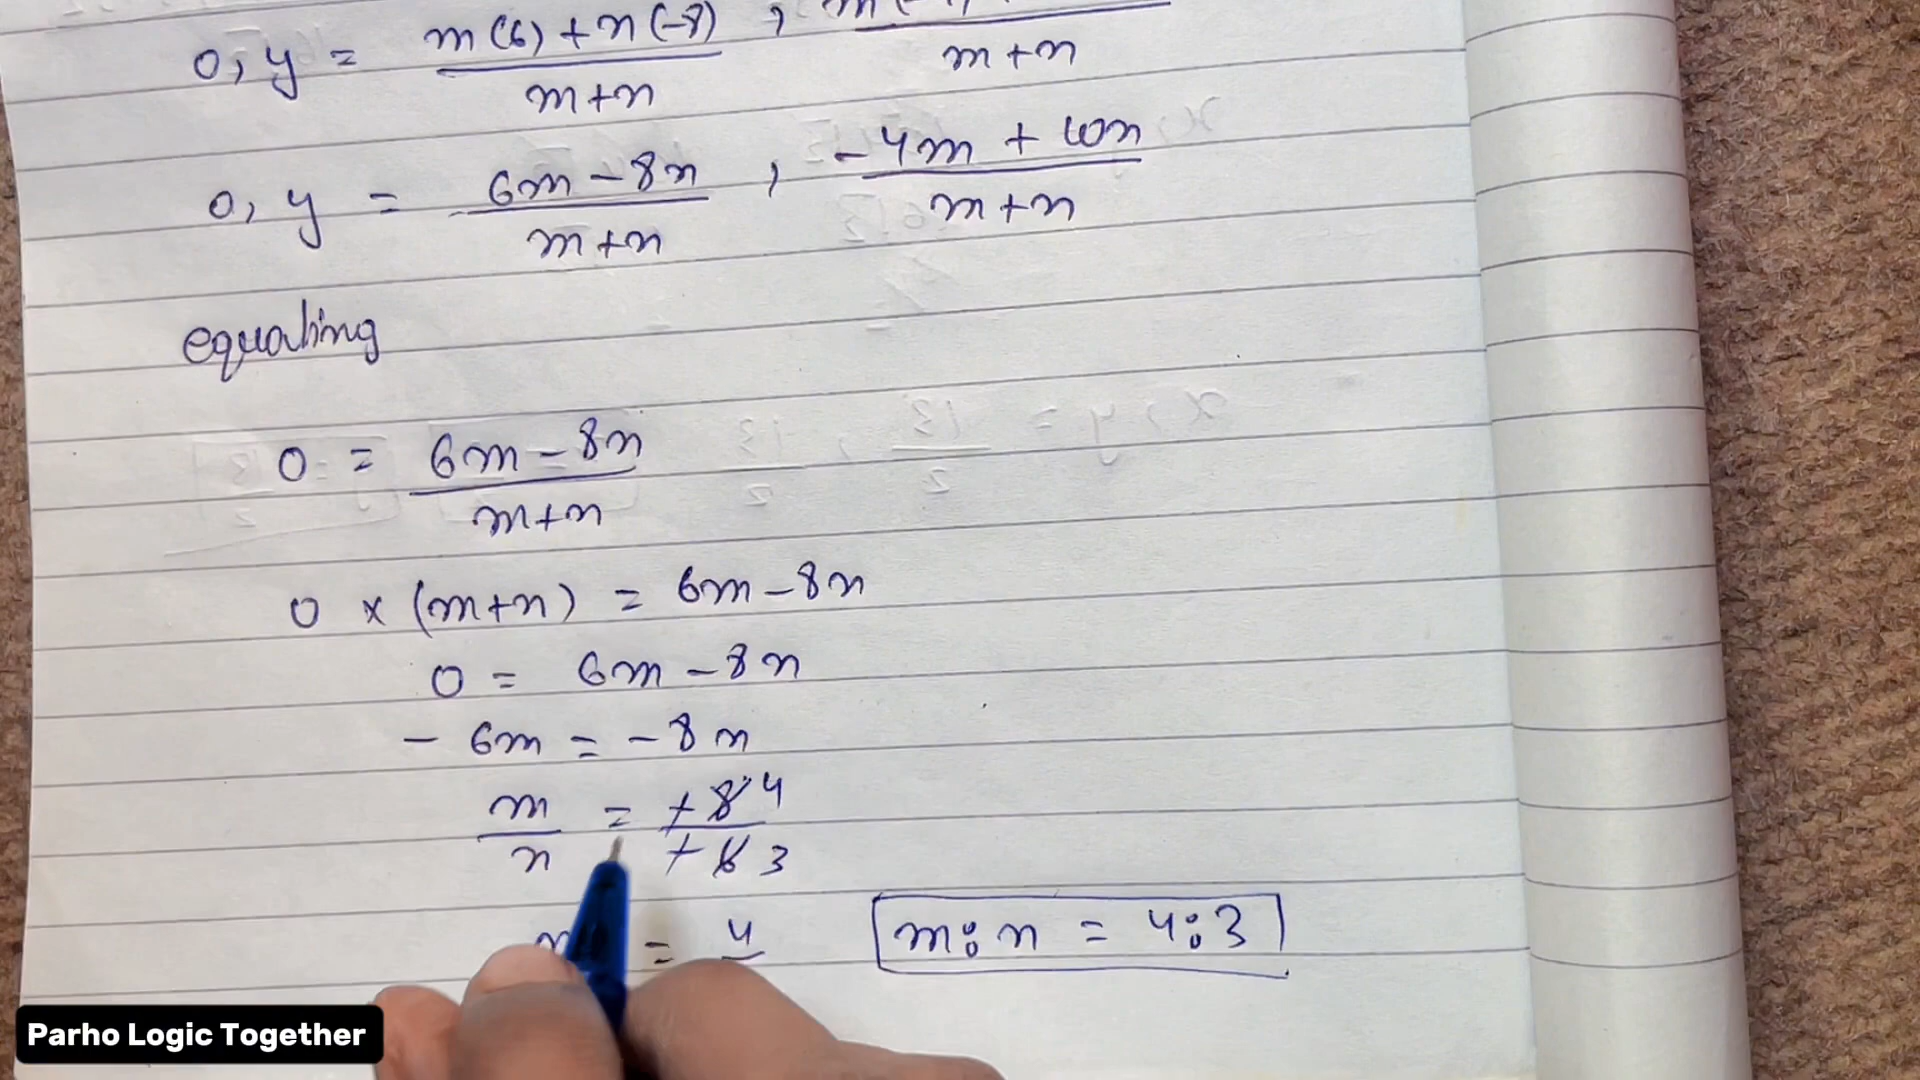 0, y = m(6) + n(-8) / m+n , m( / m+n
0, y = 6m - 8n / m+n , -4m + 10n / m+n
equating
0 = 6m - 8n / m+n
0 × (m+n) = 6m - 8n
0 = 6m - 8n
- 6m = - 8n
m / n = +8 4 / +6 3
= 4
m : n = 4 : 3
Parho Logic Together